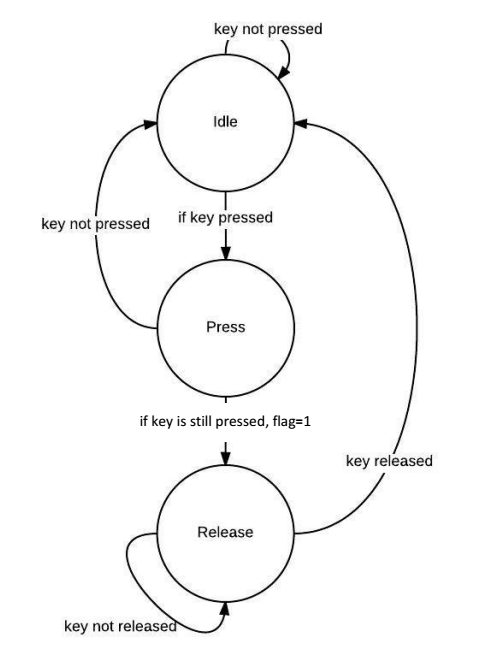 key not pressed
Idle
if key pressed
key not pressed
Press
if key is still pressed, flag=1
key released
Release
key not released